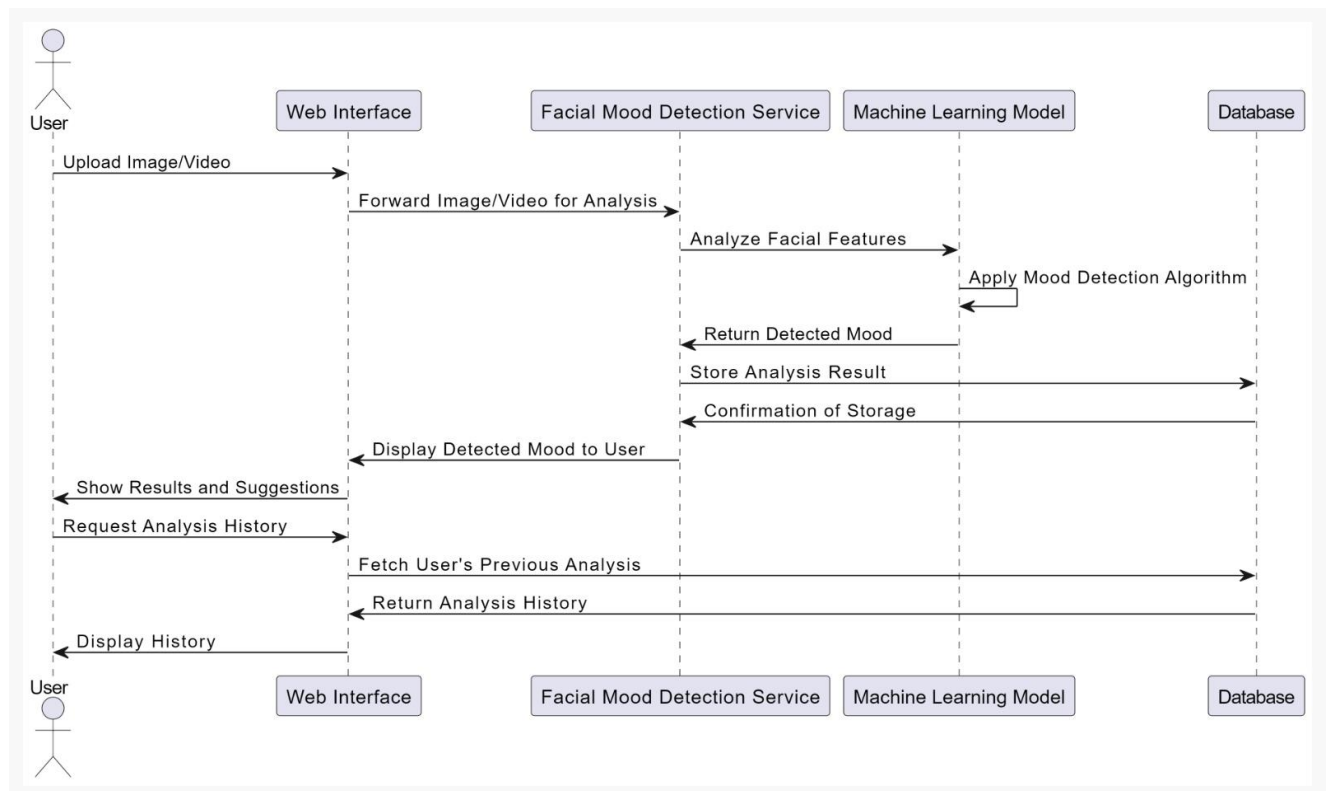 User
Web Interface
Facial Mood Detection Service
Machine Learning Model
Database
Upload Image/Video
Forward Image/Video for Analysis
Analyze Facial Features
Apply Mood Detection Algorithm
Return Detected Mood
Store Analysis Result
Confirmation of Storage
Display Detected Mood to User
Show Results and Suggestions
Request Analysis History
Fetch User's Previous Analysis
Return Analysis History
Display History
User
Web Interface
Facial Mood Detection Service
Machine Learning Model
Database